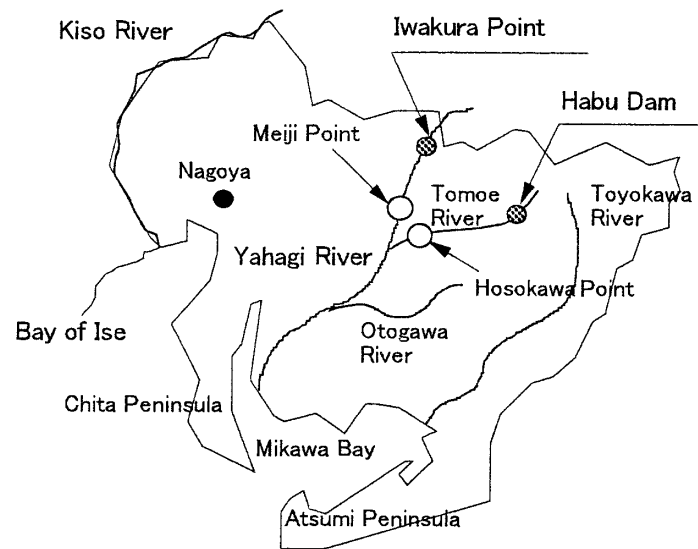 Kiso River
Iwakura Point
Habu Dam
Meiji Point
Nagoya
Tomoe
River
Toyokawa
River
Yahagi River
Hosokawa Point
Bay of Ise
Otogawa
River
Chita Peninsula
Mikawa Bay
Atsumi Peninsula